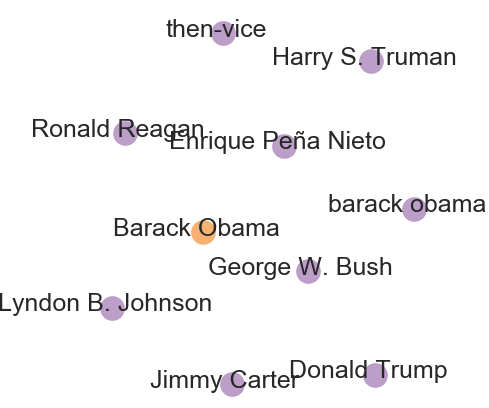 then-vice
Harry S. Truman
Ronald Reagan
Enrique Peña Nieto
barack obama
Barack Obama
George W. Bush
Lyndon B. Johnson
Donald Trump
Jimmy Carter